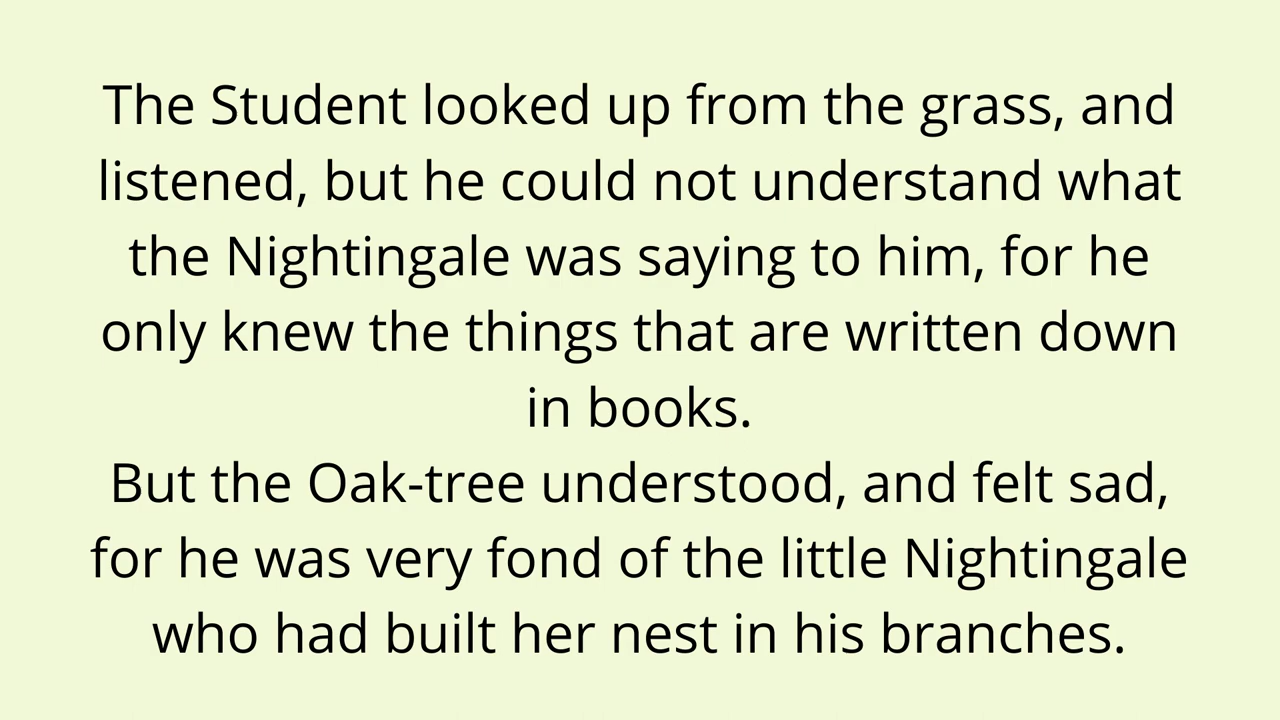 The Student looked up from the grass, and
listened, but he could not understand what
the Nightingale was saying to him, for he
only knew the things that are written down
in books.
But the Oak-tree understood, and felt sad,
for he was very fond of the little Nightingale
who had built her nest in his branches.